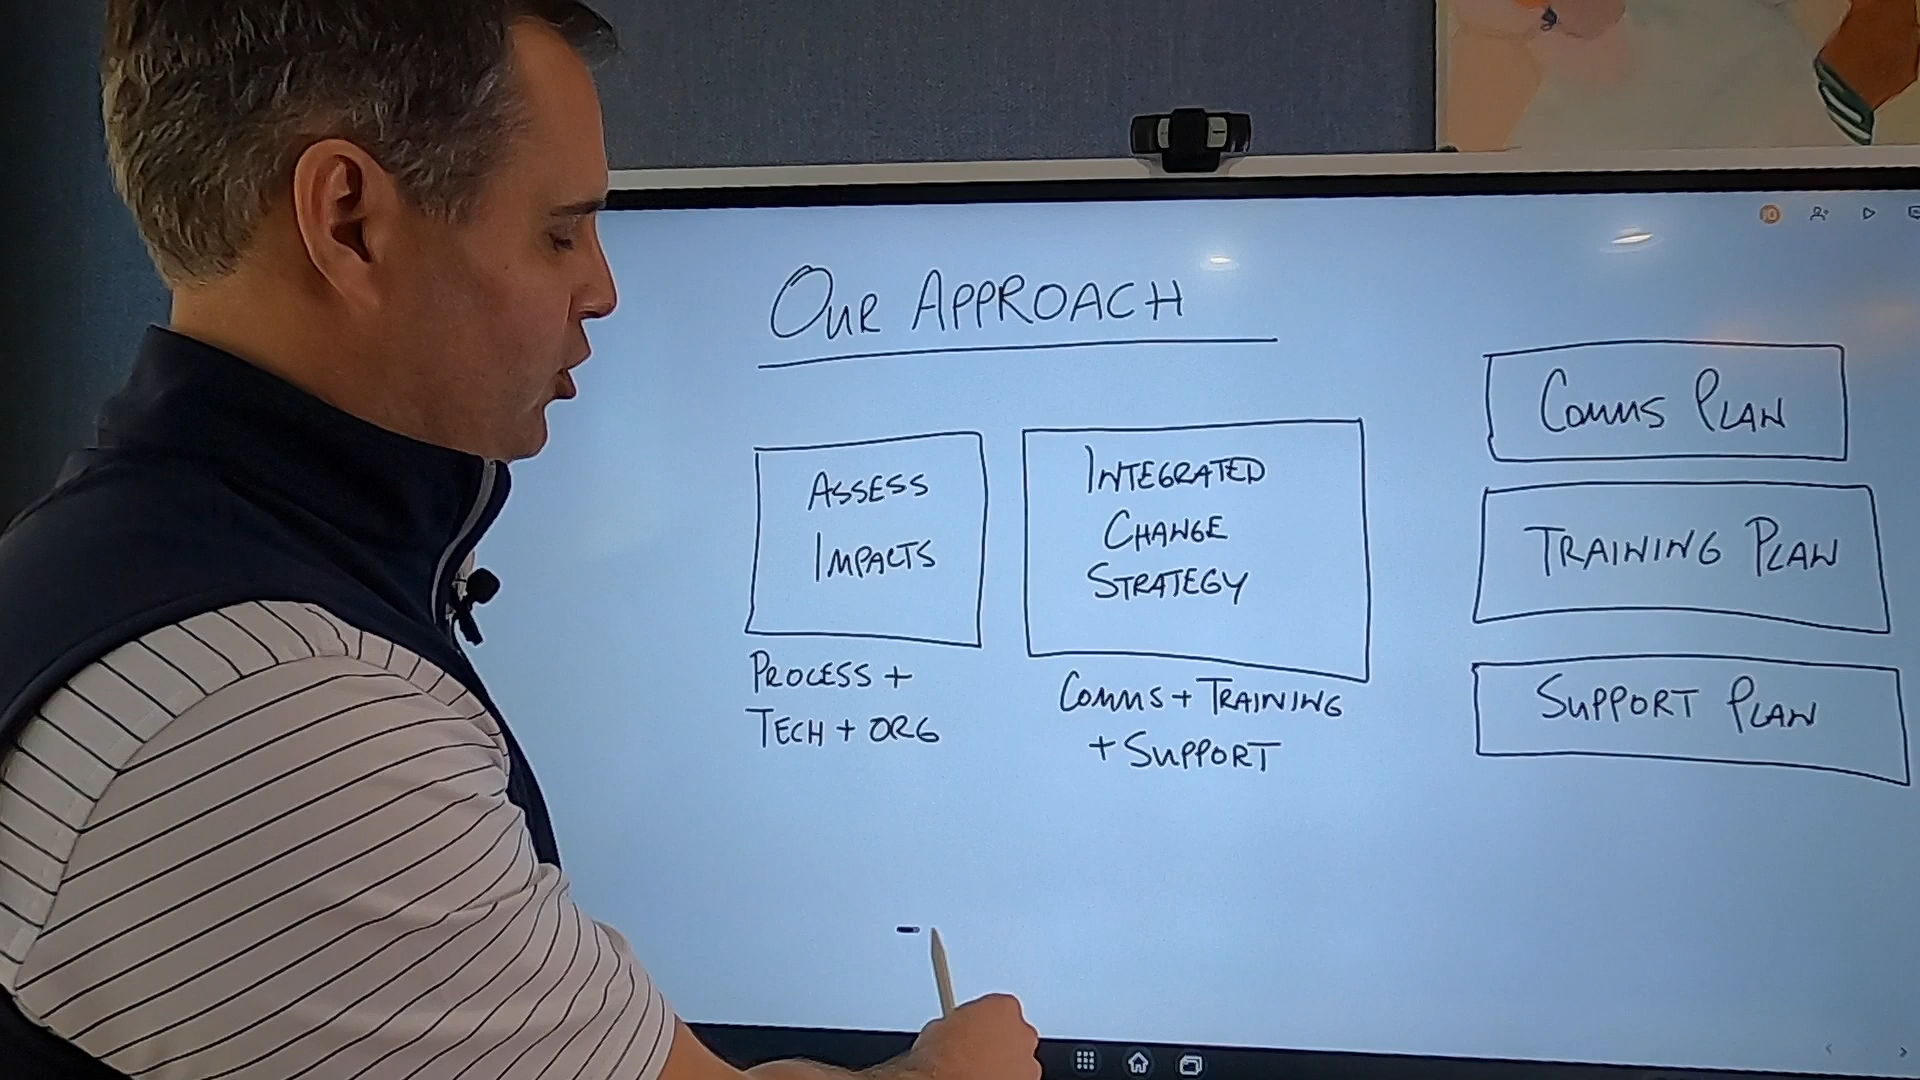 OUR APPROACH
ASSESS
IMPACTS
PROCESS +
TECH + ORG
INTEGRATED
CHANGE
STRATEGY
COMMS + TRAINING
+ SUPPORT
COMMS PLAN
TRAINING PLAN
SUPPORT PLAN